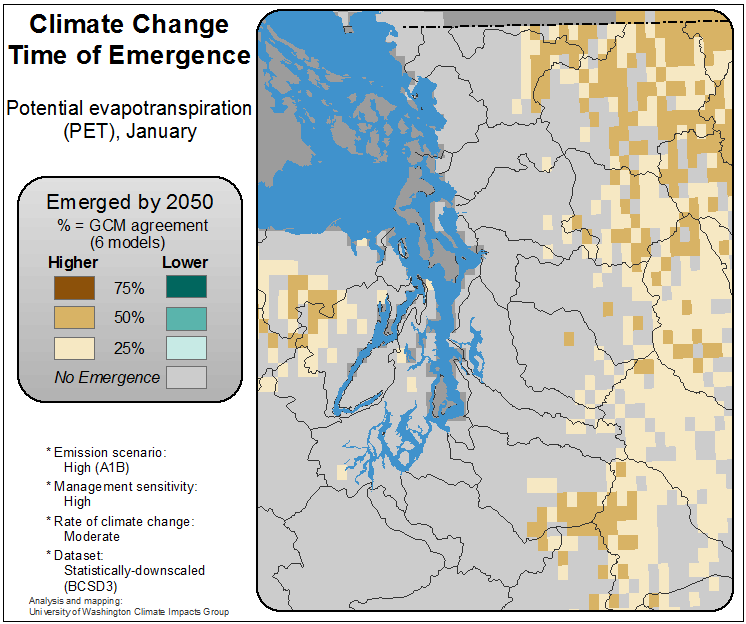 Climate Change
Time of Emergence
Potential evapotranspiration
(PET), January
Emerged by 2050
% = GCM agreement
(6 models)
Higher Lower
75%
50%
25%
No Emergence
* Emission scenario:
High (A1B)
* Management sensitivity:
High
* Rate of climate change:
Moderate
* Dataset:
Statistically-downscaled
(BCSD3)
Analysis and mapping:
University of Washington Climate Impacts Group